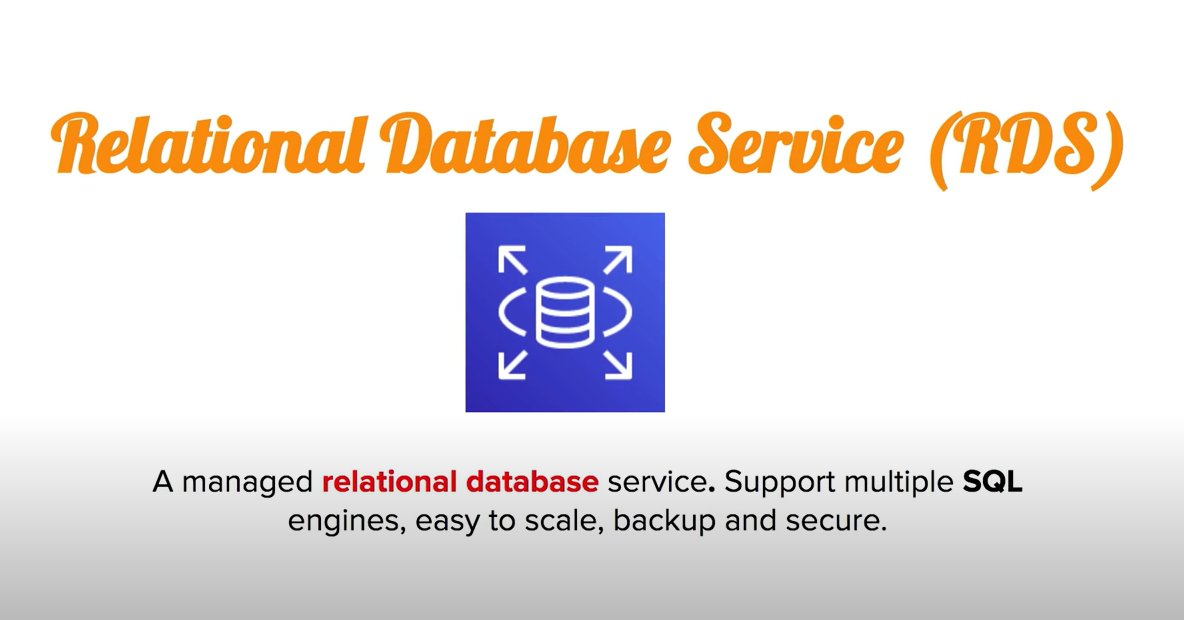 Relational Database Service (RDS)
A managed relational database service. Support multiple SQL
engines, easy to scale, backup and secure.